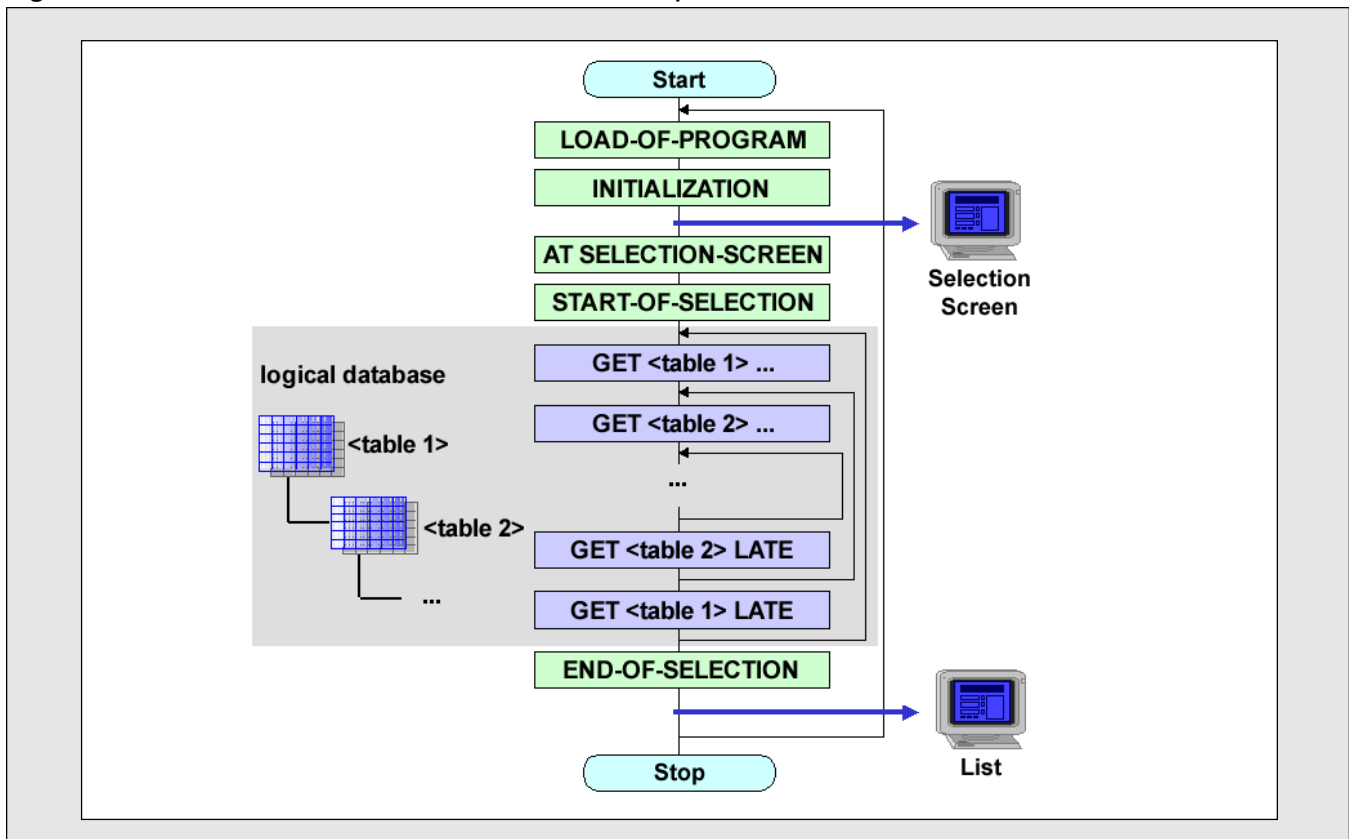 Start
LOAD-OF-PROGRAM
INITIALIZATION
AT SELECTION-SCREEN
Selection
Screen
START-OF-SELECTION
logical database
GET <table 1> ...
GET <table 2> ...
<table 1>
...
<table 2>
GET <table 2> LATE
...
GET <table 1> LATE
END-OF-SELECTION
Stop
List